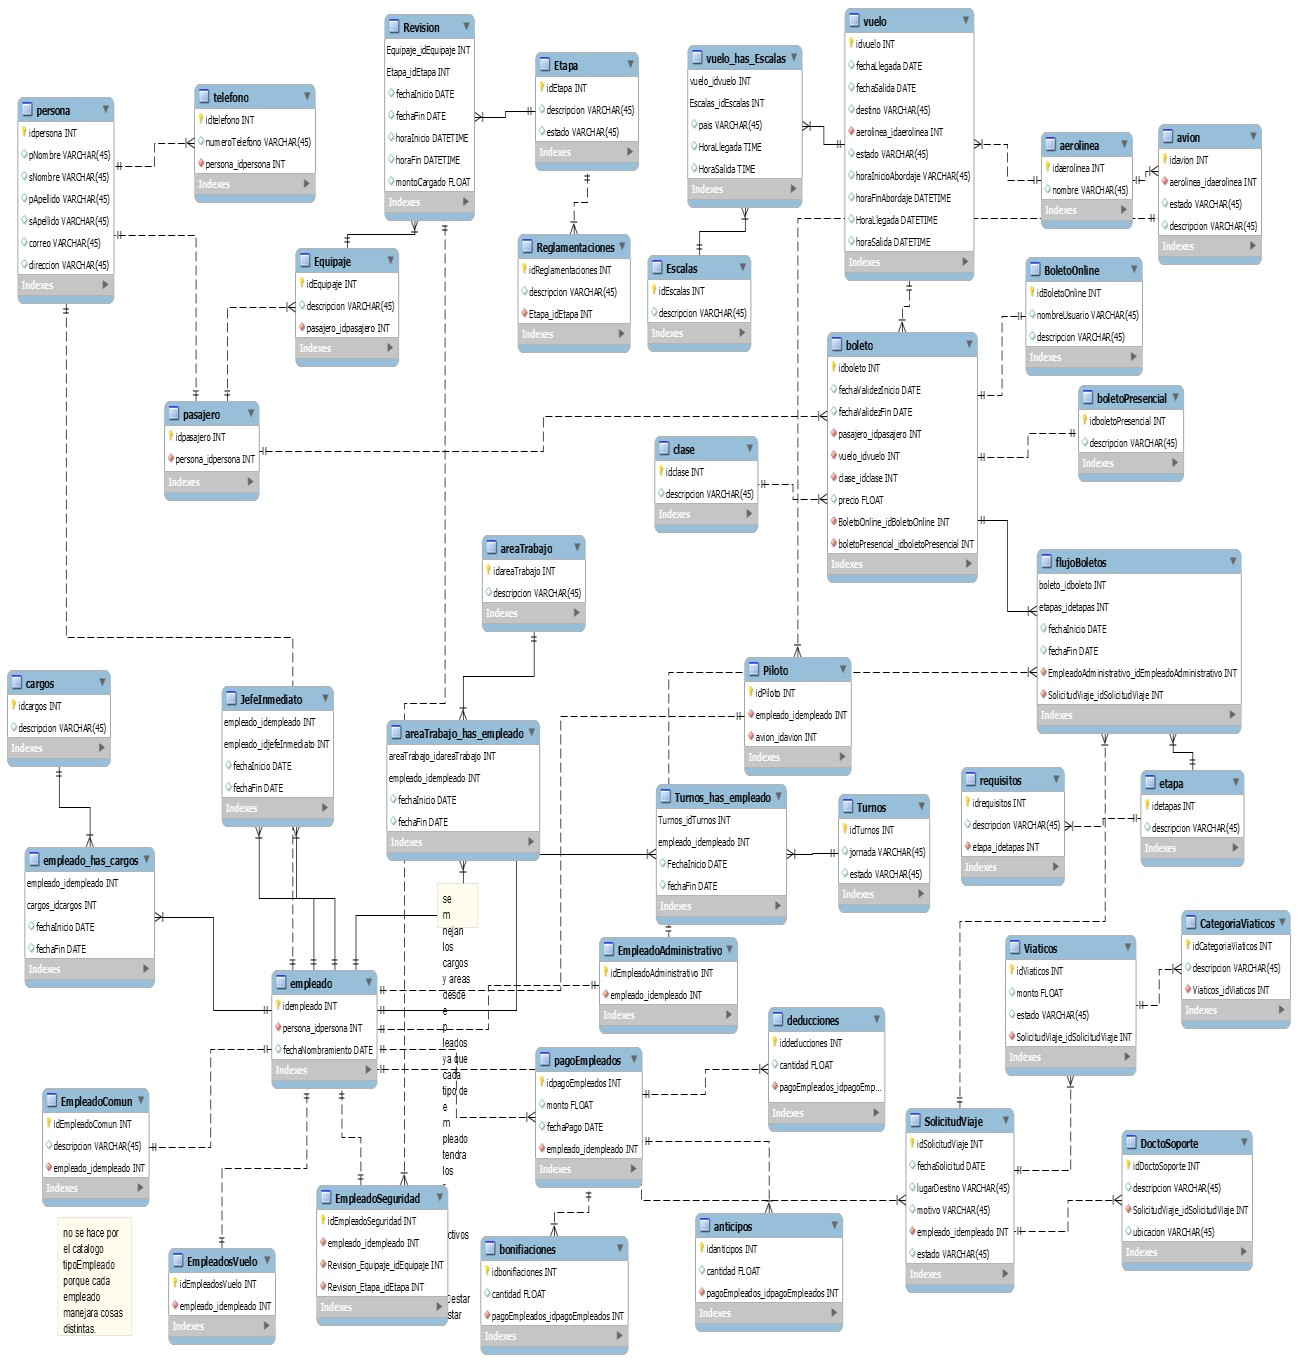 persona
idpersona INT
pNombre VARCHAR(45)
sNombre VARCHAR(45)
pApellido VARCHAR(45)
sApellido VARCHAR(45)
correo VARCHAR(45)
direccion VARCHAR(45)
Indexes
telefono
idtelefono INT
numeroTelefono VARCHAR(45)
persona_idpersona INT
Indexes
Revision
Equipaje_idEquipaje INT
Etapa_idEtapa INT
fechaInicio DATE
fechaFin DATE
horaInicio DATETIME
horaFin DATETIME
montoCargado FLOAT
Indexes
Etapa
idEtapa INT
descripcion VARCHAR(45)
estado VARCHAR(45)
Indexes
vuelo_has_Escalas
vuelo_idvuelo INT
Escalas_idEscalas INT
pais VARCHAR(45)
HoraLlegada TIME
HoraSalida TIME
Indexes
vuelo
idvuelo INT
fechaLlegada DATE
fechaSalida DATE
destino VARCHAR(45)
aerolinea_idaerolinea INT
estado VARCHAR(45)
horaInicioAbordaje VARCHAR(45)
horaFinAbordaje DATETIME
HoraLlegada DATETIME
horaSalida DATETIME
Indexes
aerolinea
idaerolinea INT
nombre VARCHAR(45)
Indexes
avion
idavion INT
aerolinea_idaerolinea INT
estado VARCHAR(45)
descripcion VARCHAR(45)
Indexes
Equipaje
idEquipaje INT
descripcion VARCHAR(45)
pasajero_idpasajero INT
Indexes
Reglamentaciones
idReglamentaciones INT
descripcion VARCHAR(45)
Etapa_idEtapa INT
Indexes
Escalas
idEscalas INT
descripcion VARCHAR(45)
Indexes
BoletoOnline
idBoletoOnline INT
nombreUsuario VARCHAR(45)
descripcion VARCHAR(45)
Indexes
boleto
idboleto INT
fechaValidezInicio DATE
fechaValidezFin DATE
pasajero_idpasajero INT
vuelo_idvuelo INT
clase_idclase INT
precio FLOAT
BoletoOnline_idBoletoOnline INT
boletoPresencial_idboletoPresencial INT
Indexes
boletoPresencial
idboletoPresencial INT
descripcion VARCHAR(45)
Indexes
pasajero
idpasajero INT
persona_idpersona INT
Indexes
clase
idclase INT
descripcion VARCHAR(45)
Indexes
areaTrabajo
idareaTrabajo INT
descripcion VARCHAR(45)
Indexes
flujoBoletos
boleto_idboleto INT
etapas_idetapas INT
fechaInicio DATE
fechaFin DATE
EmpleadoAdministrativo_idEmpleadoAdministrativo INT
SolicitudViaje_idSolicitudViaje INT
Indexes
cargos
idcargos INT
descripcion VARCHAR(45)
Indexes
JefeInmediato
empleado_idempleado INT
empleado_idjefeInmediato INT
fechaInicio DATE
fechaFin DATE
Indexes
areaTrabajo_has_empleado
areaTrabajo_idareaTrabajo INT
empleado_idempleado INT
fechaInicio DATE
fechaFin DATE
Indexes
Piloto
idPiloto INT
empleado_idempleado INT
avion_idavion INT
Indexes
Turnos_has_empleado
Turnos_idTurnos INT
empleado_idempleado INT
FechaInicio DATE
fechaFin DATE
Indexes
Turnos
idTurnos INT
jornada VARCHAR(45)
estado VARCHAR(45)
Indexes
requisitos
idrequisitos INT
descripcion VARCHAR(45)
etapa_idetapas INT
Indexes
etapa
idetapas INT
descripcion VARCHAR(45)
Indexes
empleado_has_cargos
empleado_idempleado INT
cargos_idcargos INT
fechaInicio DATE
fechaFin DATE
Indexes
se
m
nejan
los
cargos
y areas
desde
e
p
leados
ya que
cada
tipo de
e
m
pleado
tendra
los
ctivos
estar
star
empleado
idempleado INT
persona_idpersona INT
fechaNombramiento DATE
Indexes
EmpleadoAdministrativo
idEmpleadoAdministrativo INT
empleado_idempleado INT
Indexes
Viaticos
idViaticos INT
monto FLOAT
estado VARCHAR(45)
SolicitudViaje_idSolicitudViaje INT
Indexes
CategoriaViaticos
idCategoriaViaticos INT
descripcion VARCHAR(45)
Viaticos_idViaticos INT
Indexes
deducciones
iddeducciones INT
cantidad FLOAT
pagoEmpleados_idpagoEmp...
Indexes
pagoEmpleados
idpagoEmpleados INT
monto FLOAT
fechaPago DATE
empleado_idempleado INT
Indexes
EmpleadoComun
idEmpleadoComun INT
descripcion VARCHAR(45)
empleado_idempleado INT
Indexes
SolicitudViaje
idSolicitudViaje INT
fechaSolicitud DATE
lugarDestino VARCHAR(45)
motivo VARCHAR(45)
empleado_idempleado INT
estado VARCHAR(45)
Indexes
DoctoSoporte
idDoctoSoporte INT
descripcion VARCHAR(45)
SolicitudViaje_idSolicitudViaje INT
ubicacion VARCHAR(45)
Indexes
EmpleadoSeguridad
idEmpleadoSeguridad INT
empleado_idempleado INT
Revision_Equipaje_idEquipaje INT
Revision_Etapa_idEtapa INT
Indexes
no se hace por
el catalogo
tipoEmpleado
porque cada
empleado
manejara cosas
distintas.
EmpleadosVuelo
idEmpleadosVuelo INT
empleado_idempleado INT
Indexes
bonifiaciones
idbonifiaciones INT
cantidad FLOAT
pagoEmpleados_idpagoEmpleados INT
Indexes
anticipos
idanticipos INT
cantidad FLOAT
pagoEmpleados_idpagoEmpleados INT
Indexes